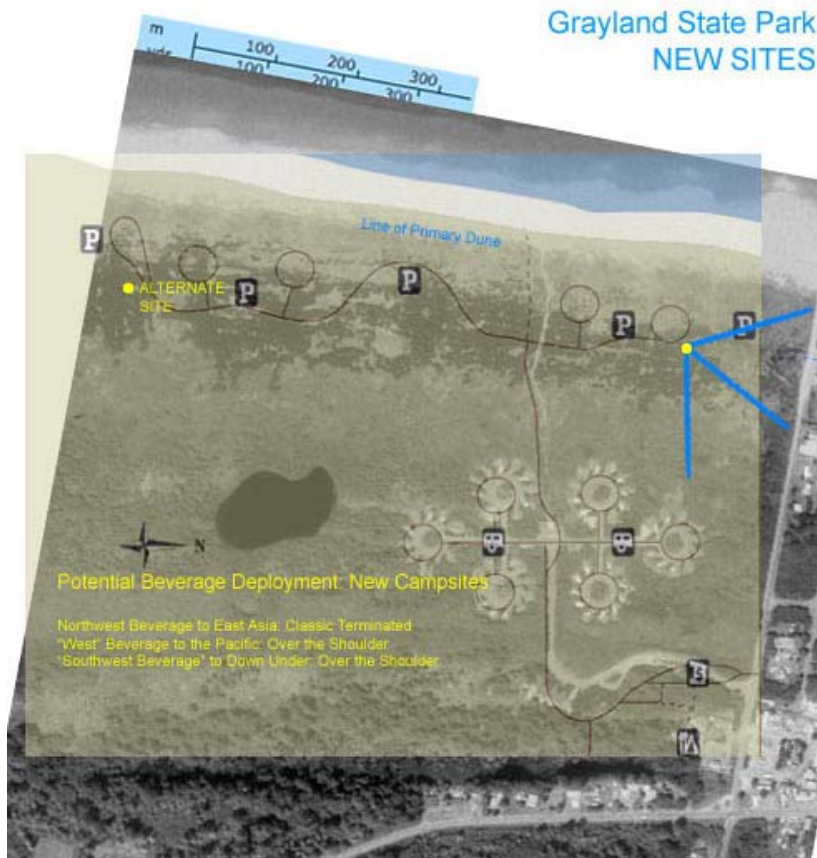 Grayland State Park
NEW SITES
m
100 200 300
yds
100 200 300
Line of Primary Dune
P
P
P
P
P
ALTERNATE
SITE
N
Potential Beverage Deployment: New Campsites
Northwest Beverage to East Asia: Classic Terminated
"West" Beverage to the Pacific: Over the Shoulder
"Southwest Beverage" to Down Under: Over the Shoulder